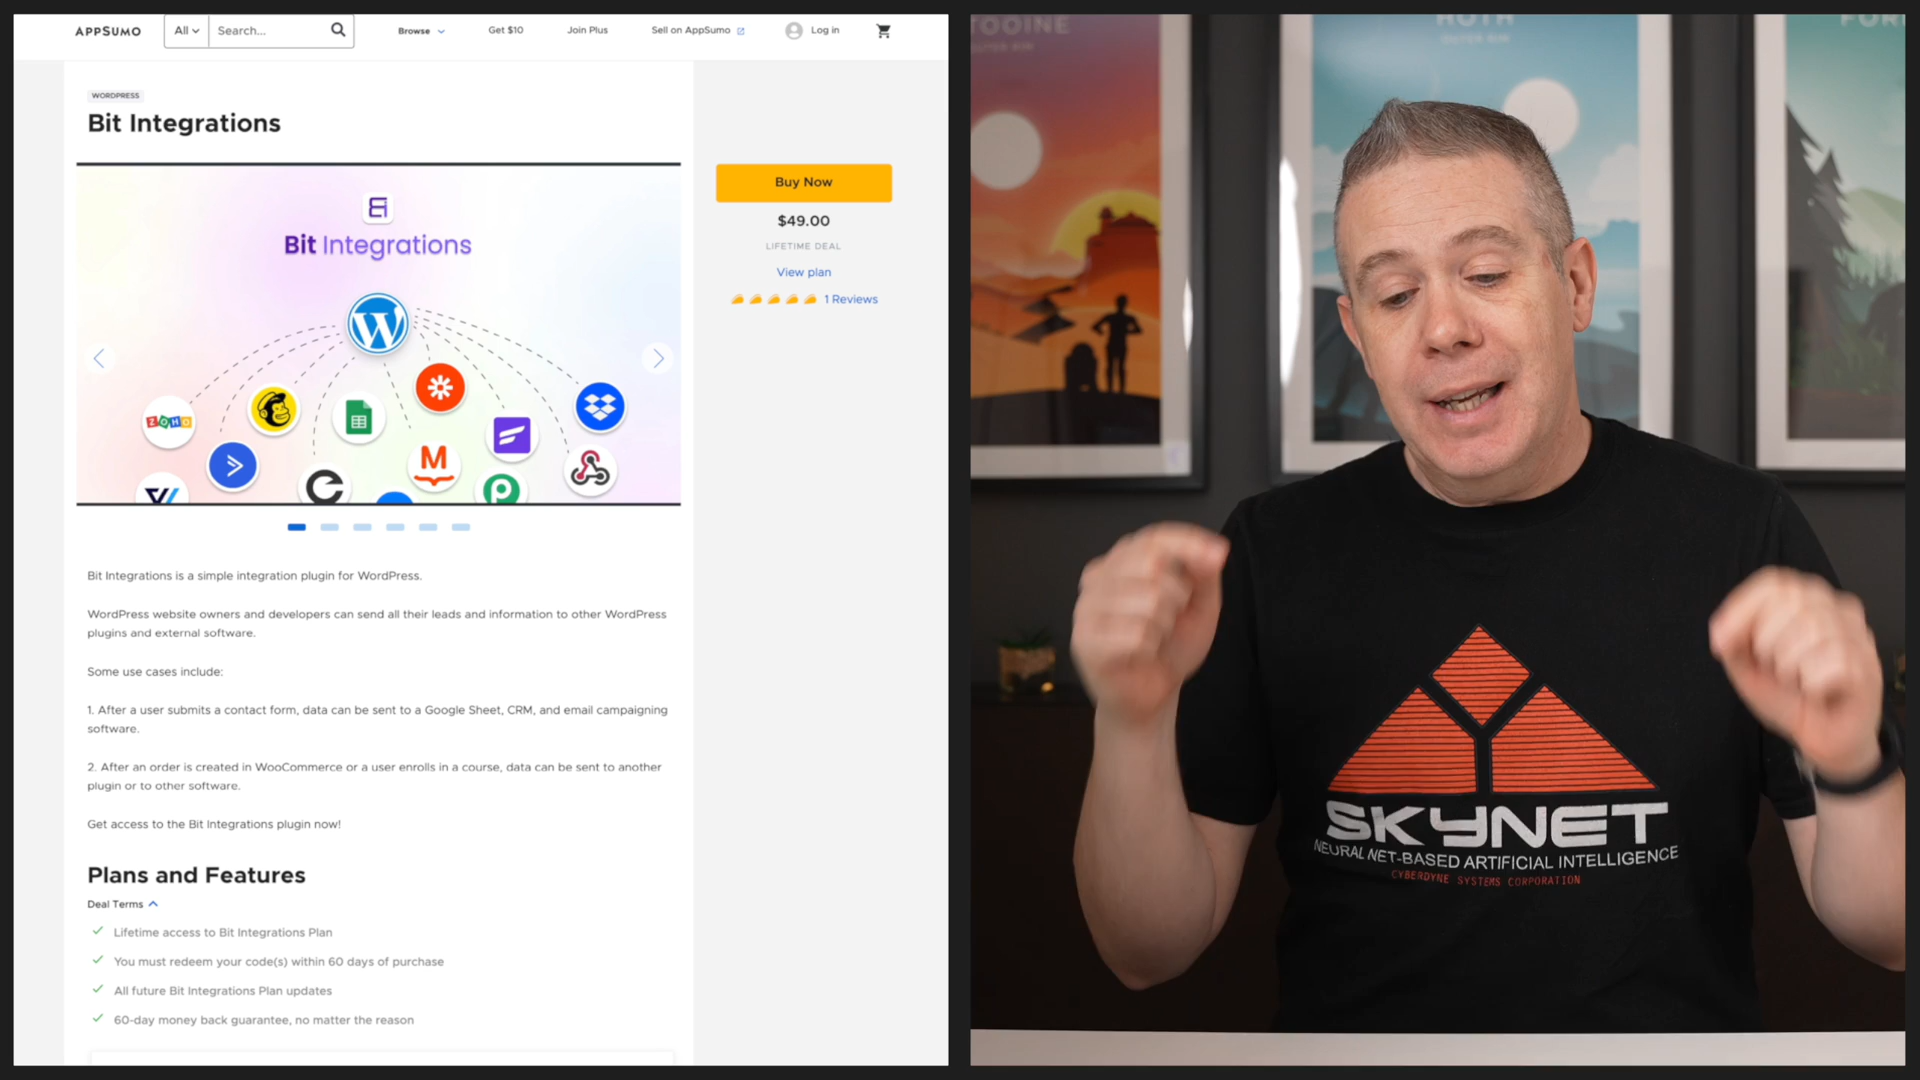 APPSUMO
All
Search...
Browse
Get $10
Join Plus
Sell on AppSumo
Log in
WORDPRESS
Bit Integrations
Bit Integrations
ZOHO
Buy Now
$49.00
LIFETIME DEAL
View plan
1 Reviews
Bit Integrations is a simple integration plugin for WordPress.
WordPress website owners and developers can send all their leads and information to other WordPress
plugins and external software.
Some use cases include:
1. After a user submits a contact form, data can be sent to a Google Sheet, CRM, and email campaigning
software.
2. After an order is created in WooCommerce or a user enrolls in a course, data can be sent to another
plugin or to other software.
Get access to the Bit Integrations plugin now!
Plans and Features
Deal Terms
Lifetime access to Bit Integrations Plan
You must redeem your code(s) within 60 days of purchase
All future Bit Integrations Plan updates
60-day money back guarantee, no matter the reason
TOOINE
OUTER RIM
HOTH
OUTER RIM
SKYNET
NEURAL NET-BASED ARTIFICIAL INTELLIGENCE
CYBERDYNE SYSTEMS CORPORATION